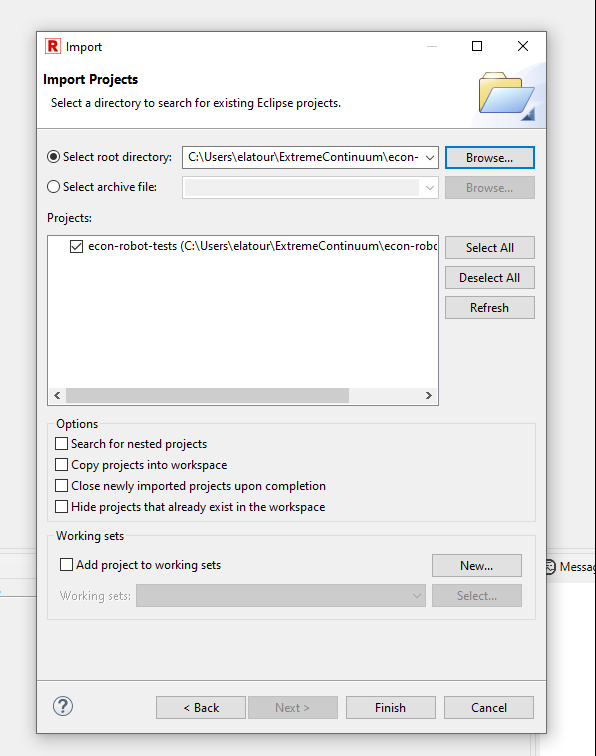 R Import
Import Projects
Select a directory to search for existing Eclipse projects.
Select root directory: C:\Users\elatour\ExtremeContinuum\econ- Browse...
Select archive file: Browse...
Projects:
econ-robot-tests (C:\Users\elatour\ExtremeContinuum\econ-robo Select All
Deselect All
Refresh
Options
Search for nested projects
Copy projects into workspace
Close newly imported projects upon completion
Hide projects that already exist in the workspace
Working sets
Add project to working sets New...
Messag
Working sets: Select...
? < Back Next > Finish Cancel